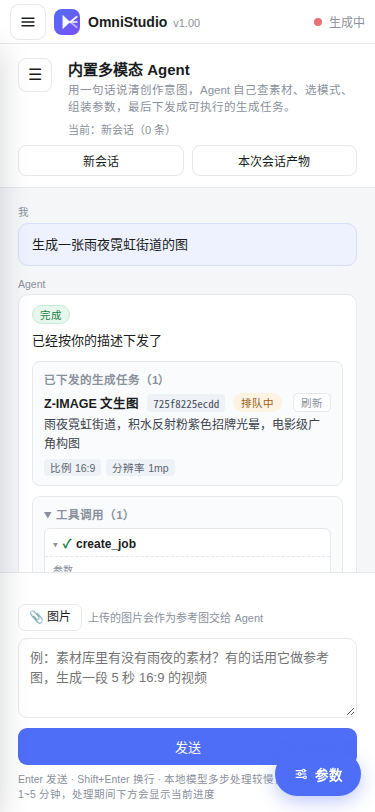 OmniStudio v1.00
生成中
☰
内置多模态 Agent
用一句话说清创作意图，Agent 自己查素材、选模式、
组装参数，最后下发成可执行的生成任务。
当前：新会话（0 条）
新会话
本次会话产物
我
生成一张雨夜霓虹街道的图
Agent
完成
已经按你的描述下发了
已下发的生成任务（1）
Z-IMAGE 文生图 725f8225ecdd 排队中 刷新
雨夜霓虹街道，积水反射粉紫色招牌光晕，电影级广
角构图
比例 16:9 分辨率 1mp
▼ 工具调用（1）
▾ ✓ create_job
参数
📎 图片 上传的图片会作为参考图交给 Agent
例：素材库里有没有雨夜的素材？有的话用它做参考
图，生成一段 5 秒 16:9 的视频
发送
Enter 发送 · Shift+Enter 换行 · 本地模型多步处理较慢
1~5 分钟，处理期间下方会显示当前进度
参数